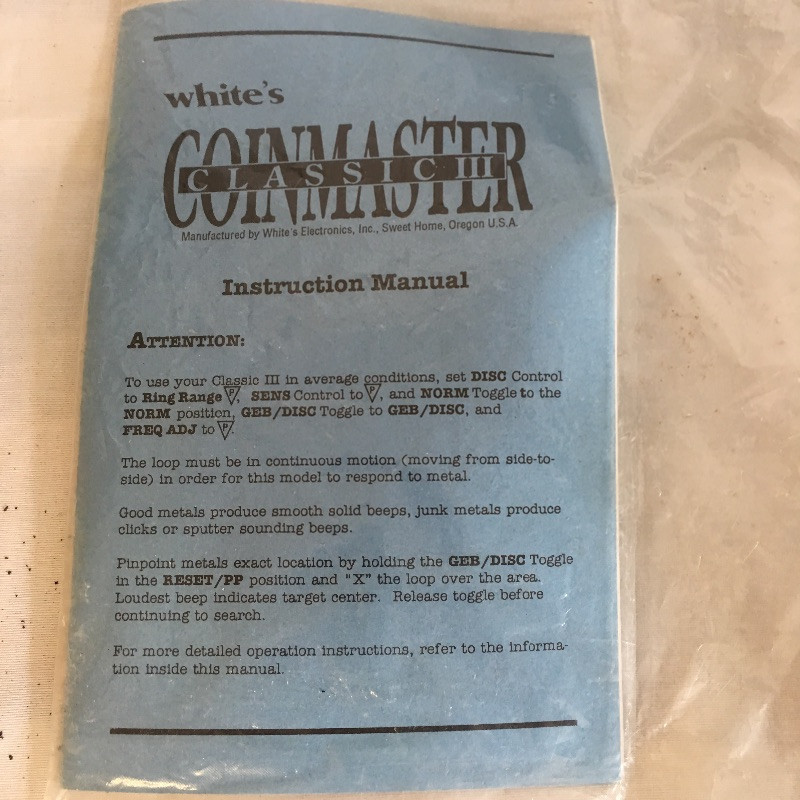 white's
COINMASTER
CLASSIC III
Manufactured by White's Electronics, Inc., Sweet Home, Oregon U.S.A.
Instruction Manual
ATTENTION:
To use your Classic III in average conditions, set DISC Control
to Ring Range P, SENS Control to P, and NORM Toggle to the
NORM position, GEB/DISC Toggle to GEB/DISC, and
FREQ ADJ to P.
The loop must be in continuous motion (moving from side-to-
side) in order for this model to respond to metal.
Good metals produce smooth solid beeps, junk metals produce
clicks or sputter sounding beeps.
Pinpoint metals exact location by holding the GEB/DISC Toggle
in the RESET/PP position and "X" the loop over the area.
Loudest beep indicates target center. Release toggle before
continuing to search.
For more detailed operation instructions, refer to the informa-
tion inside this manual.